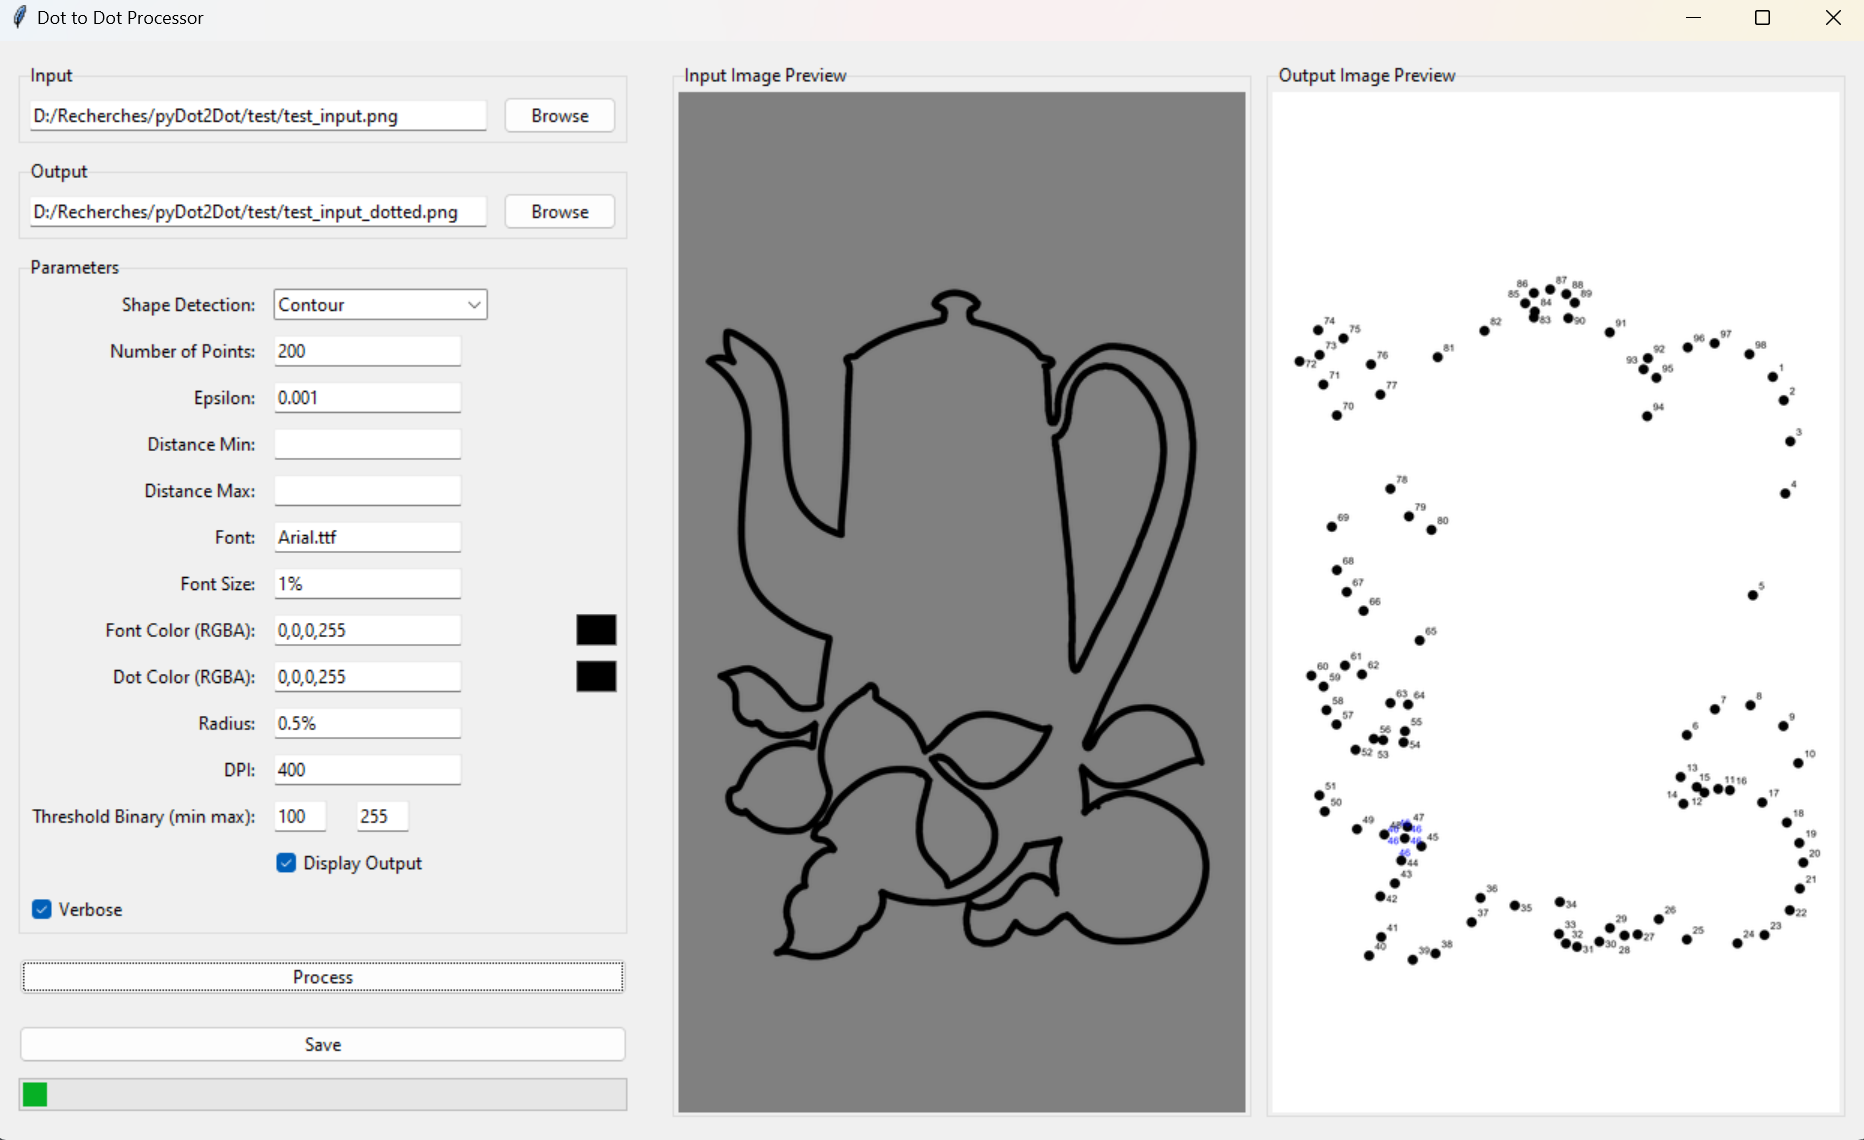 Dot to Dot Processor
Input
D:/Recherches/pyDot2Dot/test/test_input.png
Browse
Output
D:/Recherches/pyDot2Dot/test/test_input_dotted.png
Browse
Parameters
Shape Detection: Contour
Number of Points: 200
Epsilon: 0.001
Distance Min:
Distance Max:
Font: Arial.ttf
Font Size: 1%
Font Color (RGBA): 0,0,0,255
Dot Color (RGBA): 0,0,0,255
Radius: 0.5%
DPI: 400
Threshold Binary (min max): 100 255
Display Output
Verbose
Process
Save
Input Image Preview
Output Image Preview
86 87 88
85 84 89
74 82 83 90 91
75 96 97
73 81 92 98
72 76 93 95 1
71 77 2
70 94
3
78 4
79
69 80
68
67 5
66
65
61
60 62
59
58 63 64 7 8
57 55 9
56 54 6
52 53 10
13
51 15 11 16
50 14 12 17
49 48 47 18
46 46
46 46 45 19
46 44 20
43 21
42 36
37 35 34 26 22
41 33 29 23
40 39 38 32 30 27 25 24
31 28